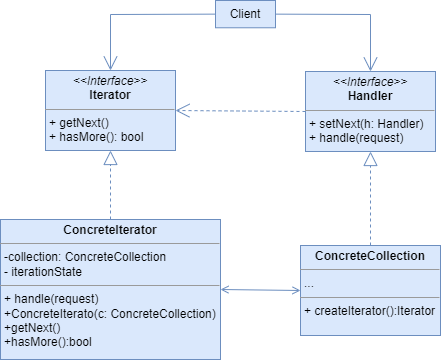 Client
<<Interface>>
Iterator
+ getNext()
+ hasMore(): bool
<<Interface>>
Handler
+ setNext(h: Handler)
+ handle(request)
ConcreteIterator
-collection: ConcreteCollection
- iterationState
+ handle(request)
+ConcreteIterato(c: ConcreteCollection)
+getNext()
+hasMore():bool
ConcreteCollection
...
+ createIterator():Iterator